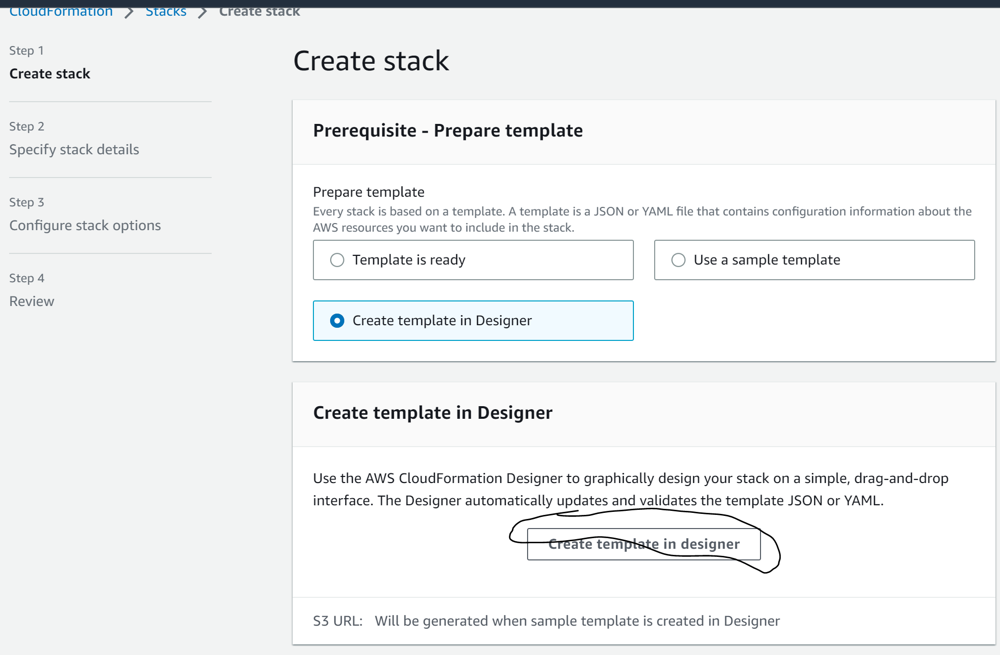 CloudFormation > Stacks > Create stack
Step 1
Create stack
Step 2
Specify stack details
Step 3
Configure stack options
Step 4
Review
Create stack
Prerequisite - Prepare template
Prepare template
Every stack is based on a template. A template is a JSON or YAML file that contains configuration information about the
AWS resources you want to include in the stack.
Template is ready
Use a sample template
Create template in Designer
Create template in Designer
Use the AWS CloudFormation Designer to graphically design your stack on a simple, drag-and-drop
interface. The Designer automatically updates and validates the template JSON or YAML.
Create template in designer
S3 URL: Will be generated when sample template is created in Designer